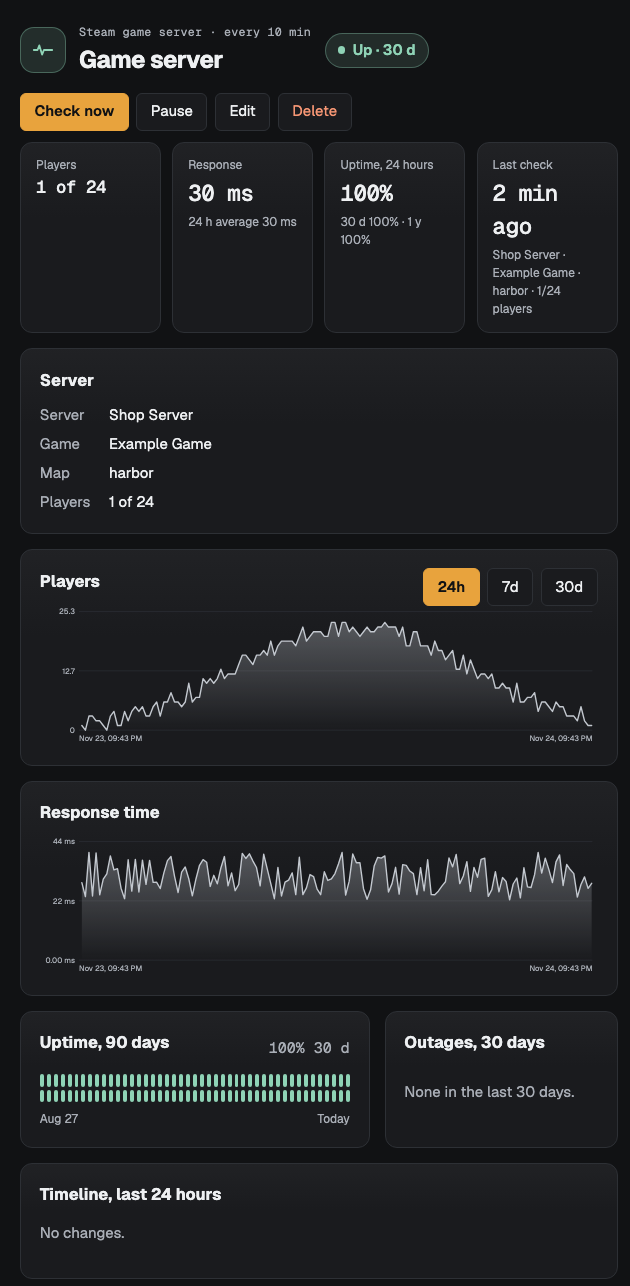 Steam game server · every 10 min
Game server
Up · 30 d
Check now
Pause
Edit
Delete
Players
1 of 24
Response
30 ms
24 h average 30 ms
Uptime, 24 hours
100%
30 d 100% · 1 y
100%
Last check
2 min
ago
Shop Server ·
Example Game ·
harbor · 1/24
players
Server
Server Shop Server
Game Example Game
Map harbor
Players 1 of 24
Players
24h
7d
30d
25.3
12.7
0
Nov 23, 09:43 PM
Nov 24, 09:43 PM
Response time
44 ms
22 ms
0.00 ms
Nov 23, 09:43 PM
Nov 24, 09:43 PM
Uptime, 90 days
100% 30 d
Aug 27
Today
Outages, 30 days
None in the last 30 days.
Timeline, last 24 hours
No changes.